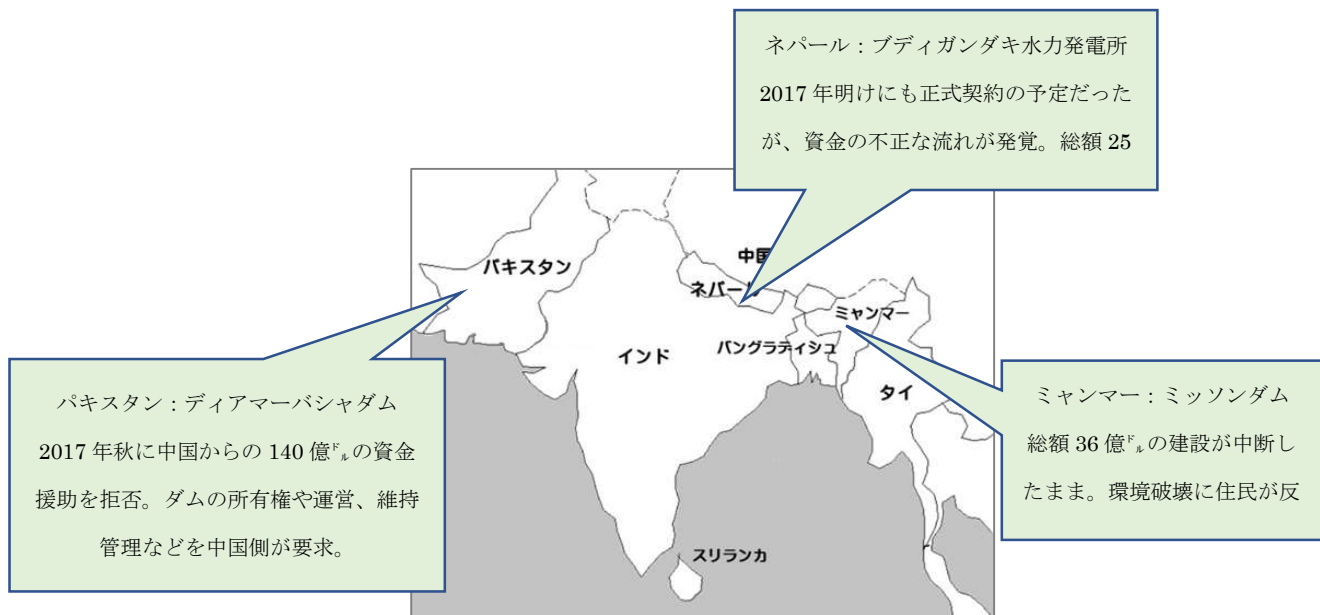 ネパール：ブディガンダキ水力発電所
2017年明けにも正式契約の予定だった
が、資金の不正な流れが発覚。総額 25
中国
パキスタン
ネパール
ミャンマー
インド
バングラディシュ
タイ
スリランカ
パキスタン：ディアマーバシャダム
2017年秋に中国からの 140 億㌦の資金
援助を拒否。ダムの所有権や運営、維持
管理などを中国側が要求。
ミャンマー：ミッソンダム
総額 36 億㌦の建設が中断し
たまま。環境破壊に住民が反